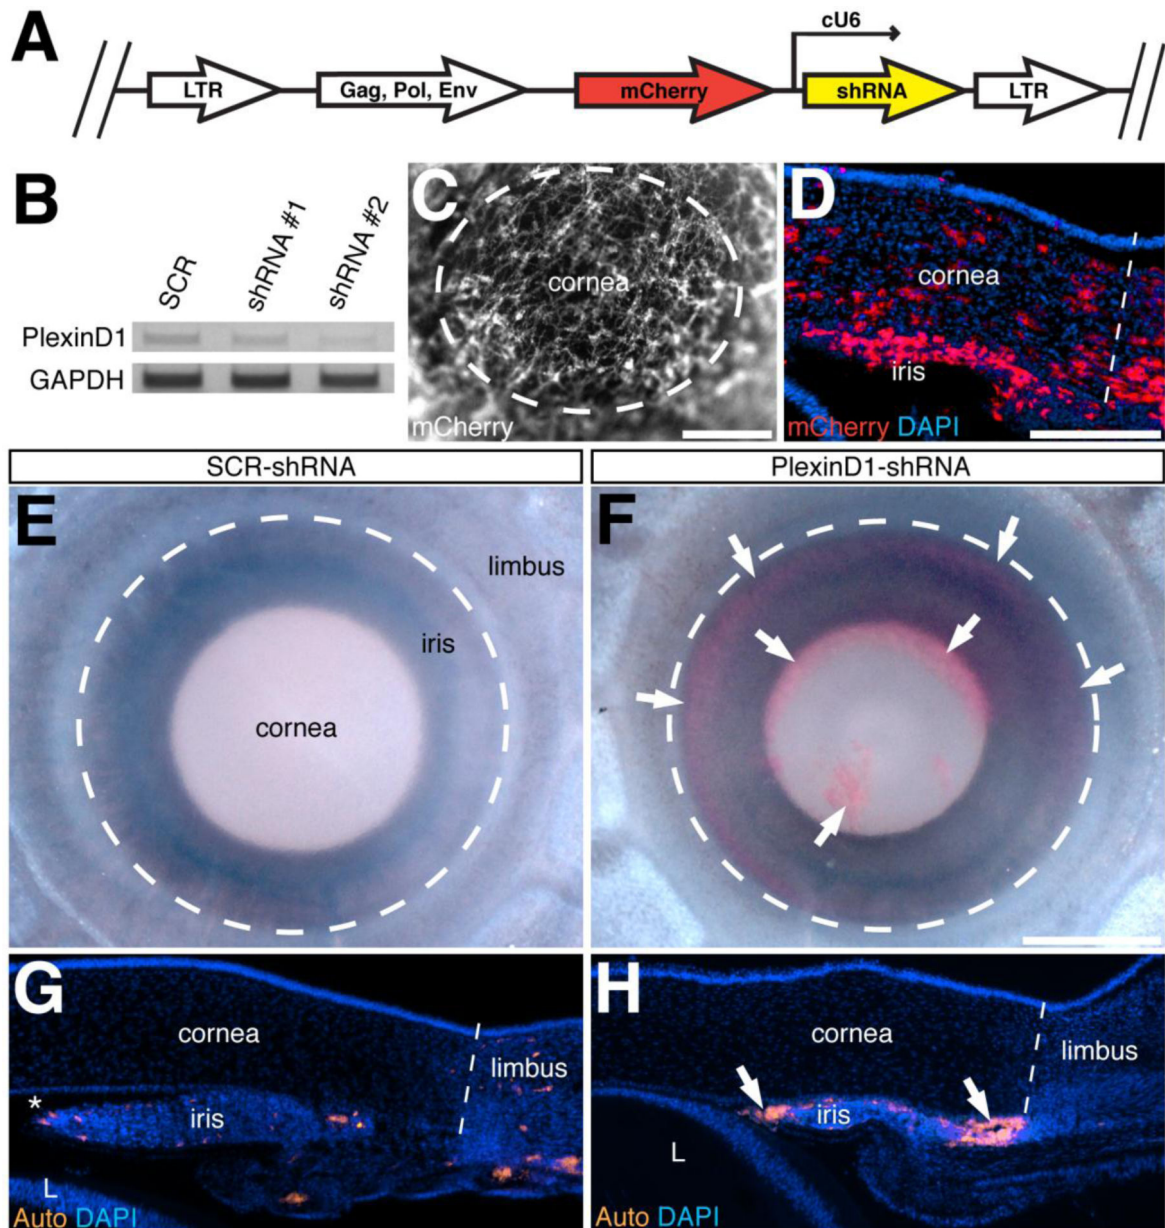 A
cU6
LTR
Gag, Pol, Env
mCherry
shRNA
LTR
B
SCR
shRNA #1
shRNA #2
PlexinD1
GAPDH
C
cornea
mCherry
D
cornea
iris
mCherry DAPI
SCR-shRNA
PlexinD1-shRNA
E
limbus
iris
cornea
F
G
cornea
limbus
*
iris
L
Auto DAPI
H
cornea
limbus
iris
L
Auto DAPI